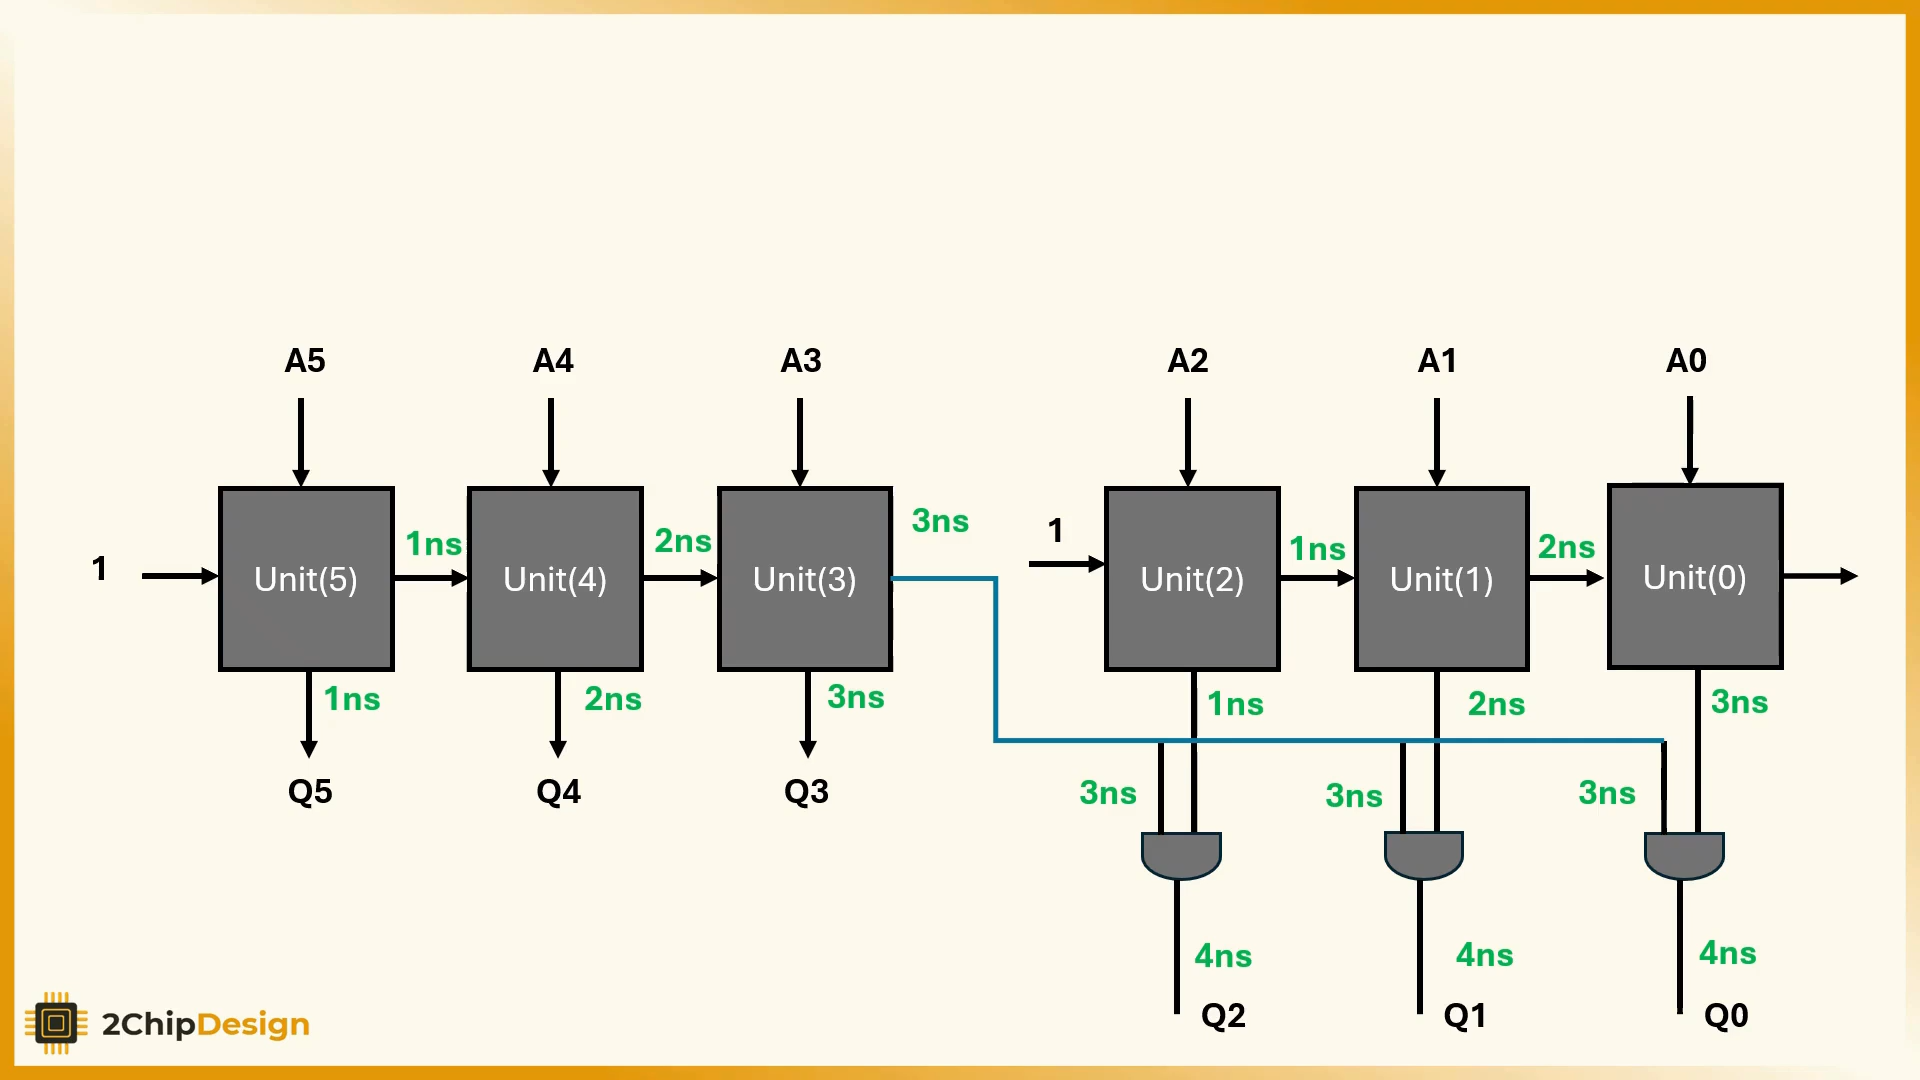 A5 A4 A3 A2 A1 A0
3ns
1
1ns 2ns 1ns 2ns
1 Unit(5) Unit(4) Unit(3) Unit(2) Unit(1) Unit(0)
1ns 2ns 3ns 1ns 2ns 3ns
Q5 Q4 Q3 3ns 3ns 3ns
4ns 4ns 4ns
Q2 Q1 Q0
2ChipDesign